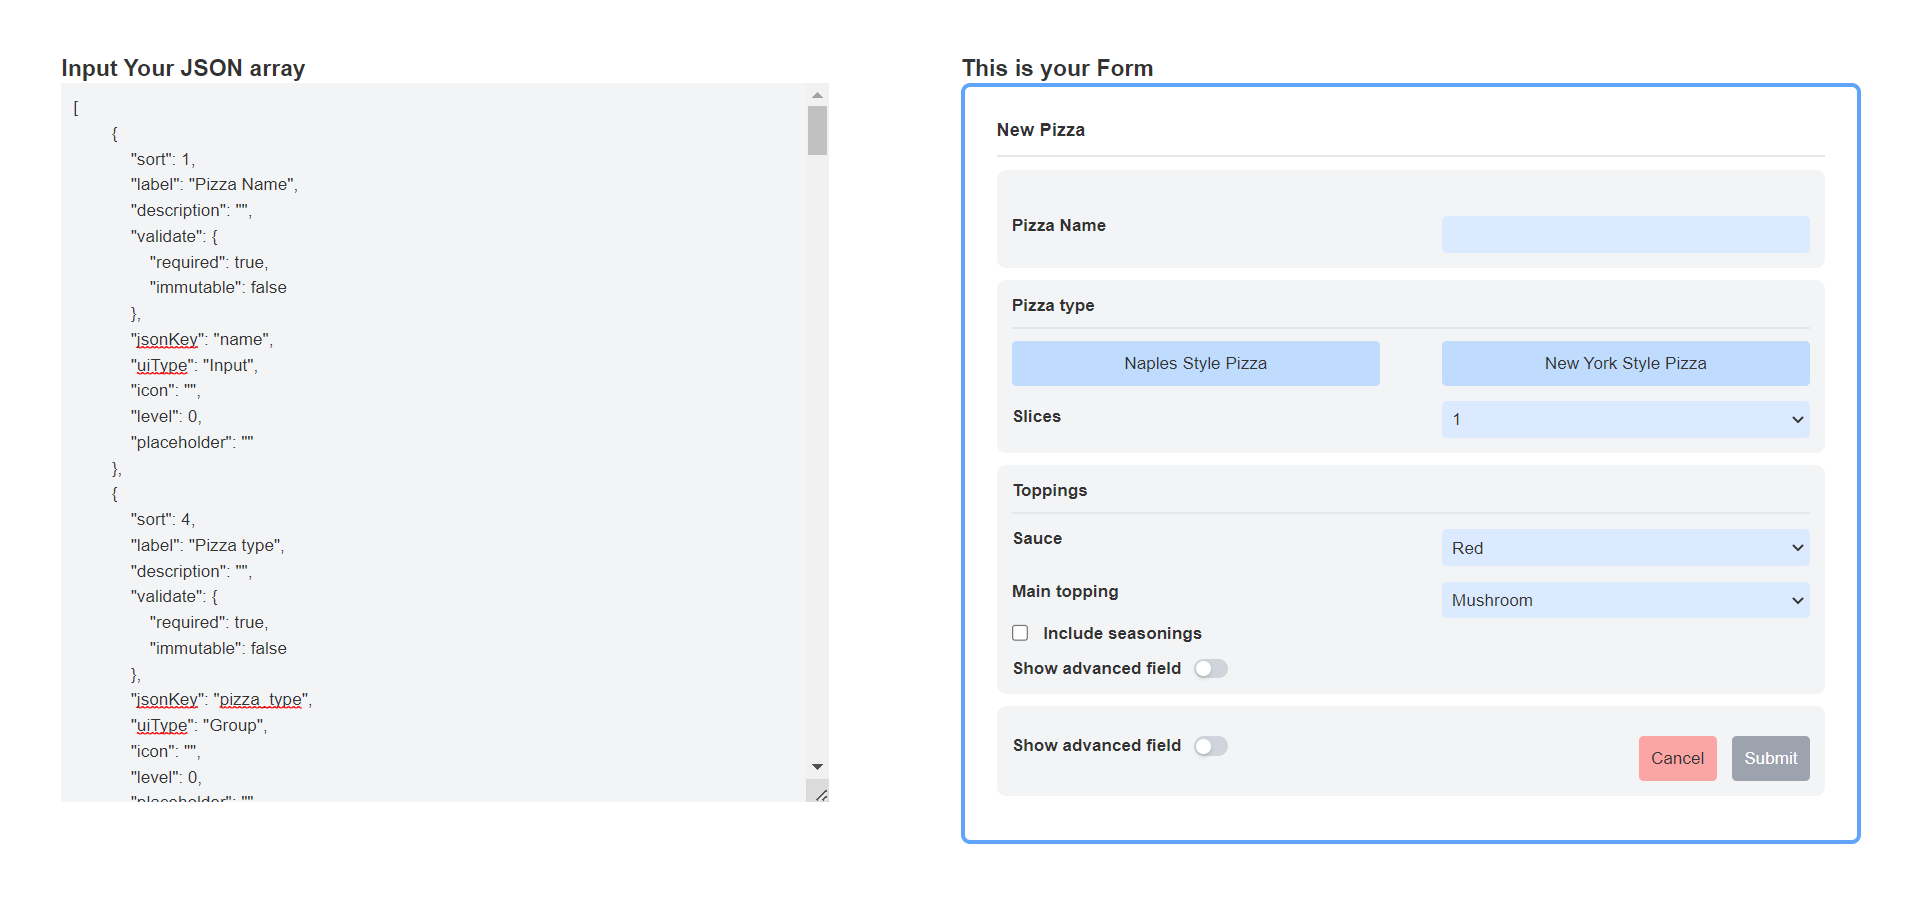 Input Your JSON array
[
{
"sort": 1,
"label": "Pizza Name",
"description": "",
"validate": {
"required": true,
"immutable": false
},
"jsonKey": "name",
"uiType": "Input",
"icon": "",
"level": 0,
"placeholder": ""
},
{
"sort": 4,
"label": "Pizza type",
"description": "",
"validate": {
"required": true,
"immutable": false
},
"jsonKey": "pizza_type",
"uiType": "Group",
"icon": "",
"level": 0,
"placeholder": ""
This is your Form
New Pizza
Pizza Name
Pizza type
Naples Style Pizza New York Style Pizza
Slices 1
Toppings
Sauce Red
Main topping Mushroom
Include seasonings
Show advanced field
Show advanced field Cancel Submit